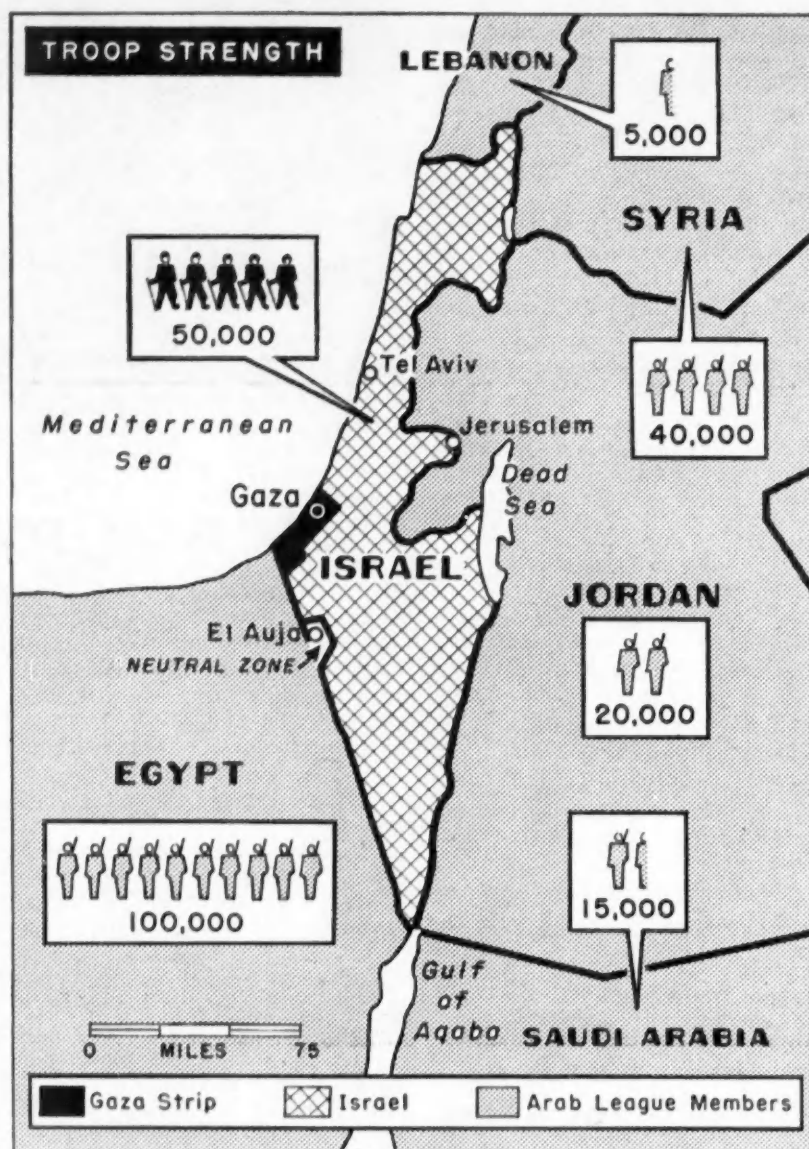 TROOP STRENGTH
LEBANON
5,000
SYRIA
50,000
Tel Aviv
40,000
Mediterranean
Sea
Jerusalem
Dead
Sea
Gaza
ISRAEL
JORDAN
El Auja
NEUTRAL ZONE
20,000
EGYPT
100,000
15,000
Gulf
of
Aqaba
SAUDI ARABIA
0 MILES 75
Gaza Strip Israel Arab League Members